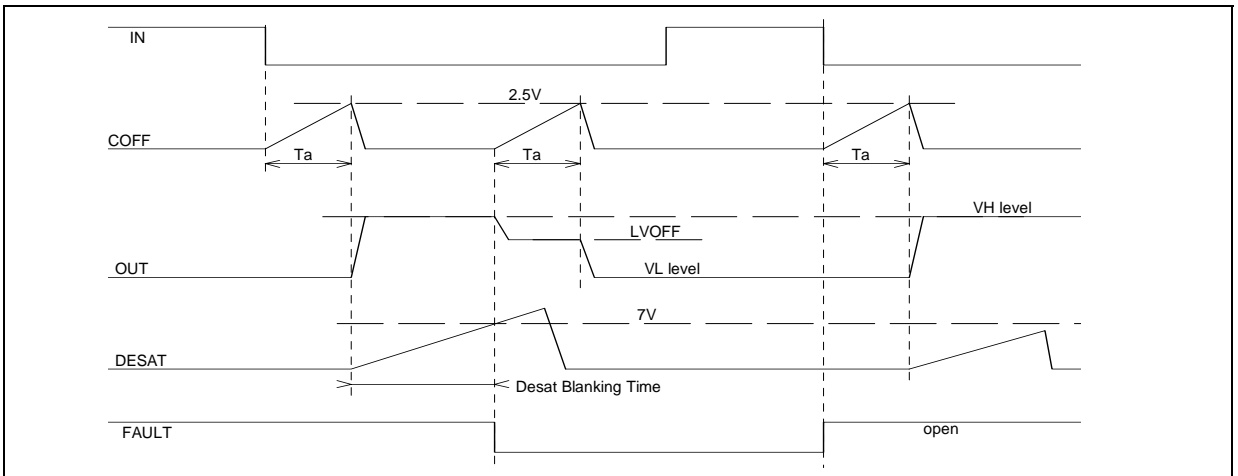 IN
2.5V
COFF
Ta Ta Ta
VH level
LVOFF
OUT
VL level
7V
DESAT
Desat Blanking Time
FAULT
open